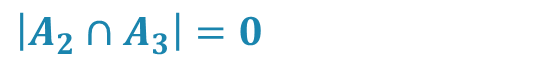 |A₂ ∩ A₃| = 0